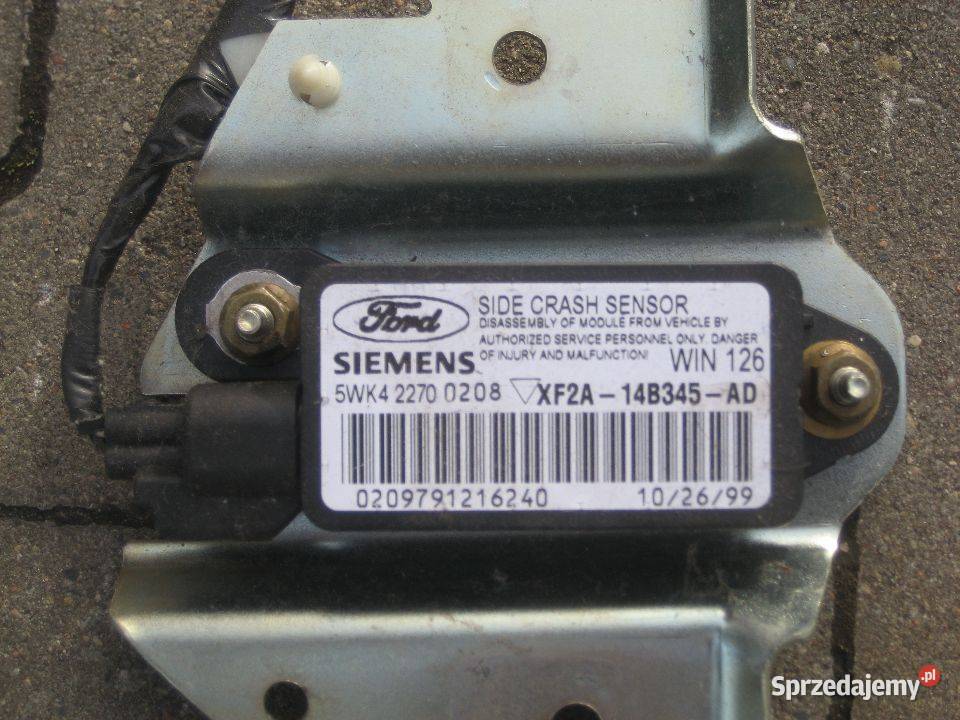 Ford
SIDE CRASH SENSOR
DISASSEMBLY OF MODULE FROM VEHICLE BY
AUTHORIZED SERVICE PERSONNEL ONLY. DANGER
OF INJURY AND MALFUNCTION!
WIN 126
SIEMENS
5WK4 2270 0208 XF2A-14B345-AD
0209791216240 10/26/99
Sprzedajemy.pl